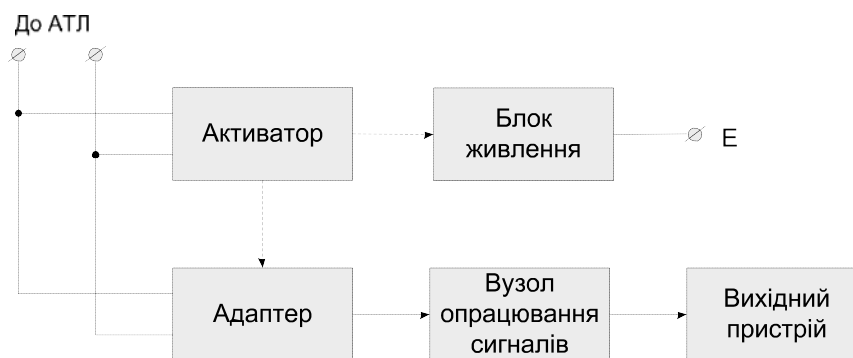 До АТЛ
Активатор
Блок
живлення
Е
Адаптер
Вузол
опрацювання
сигналів
Вихідний
пристрій